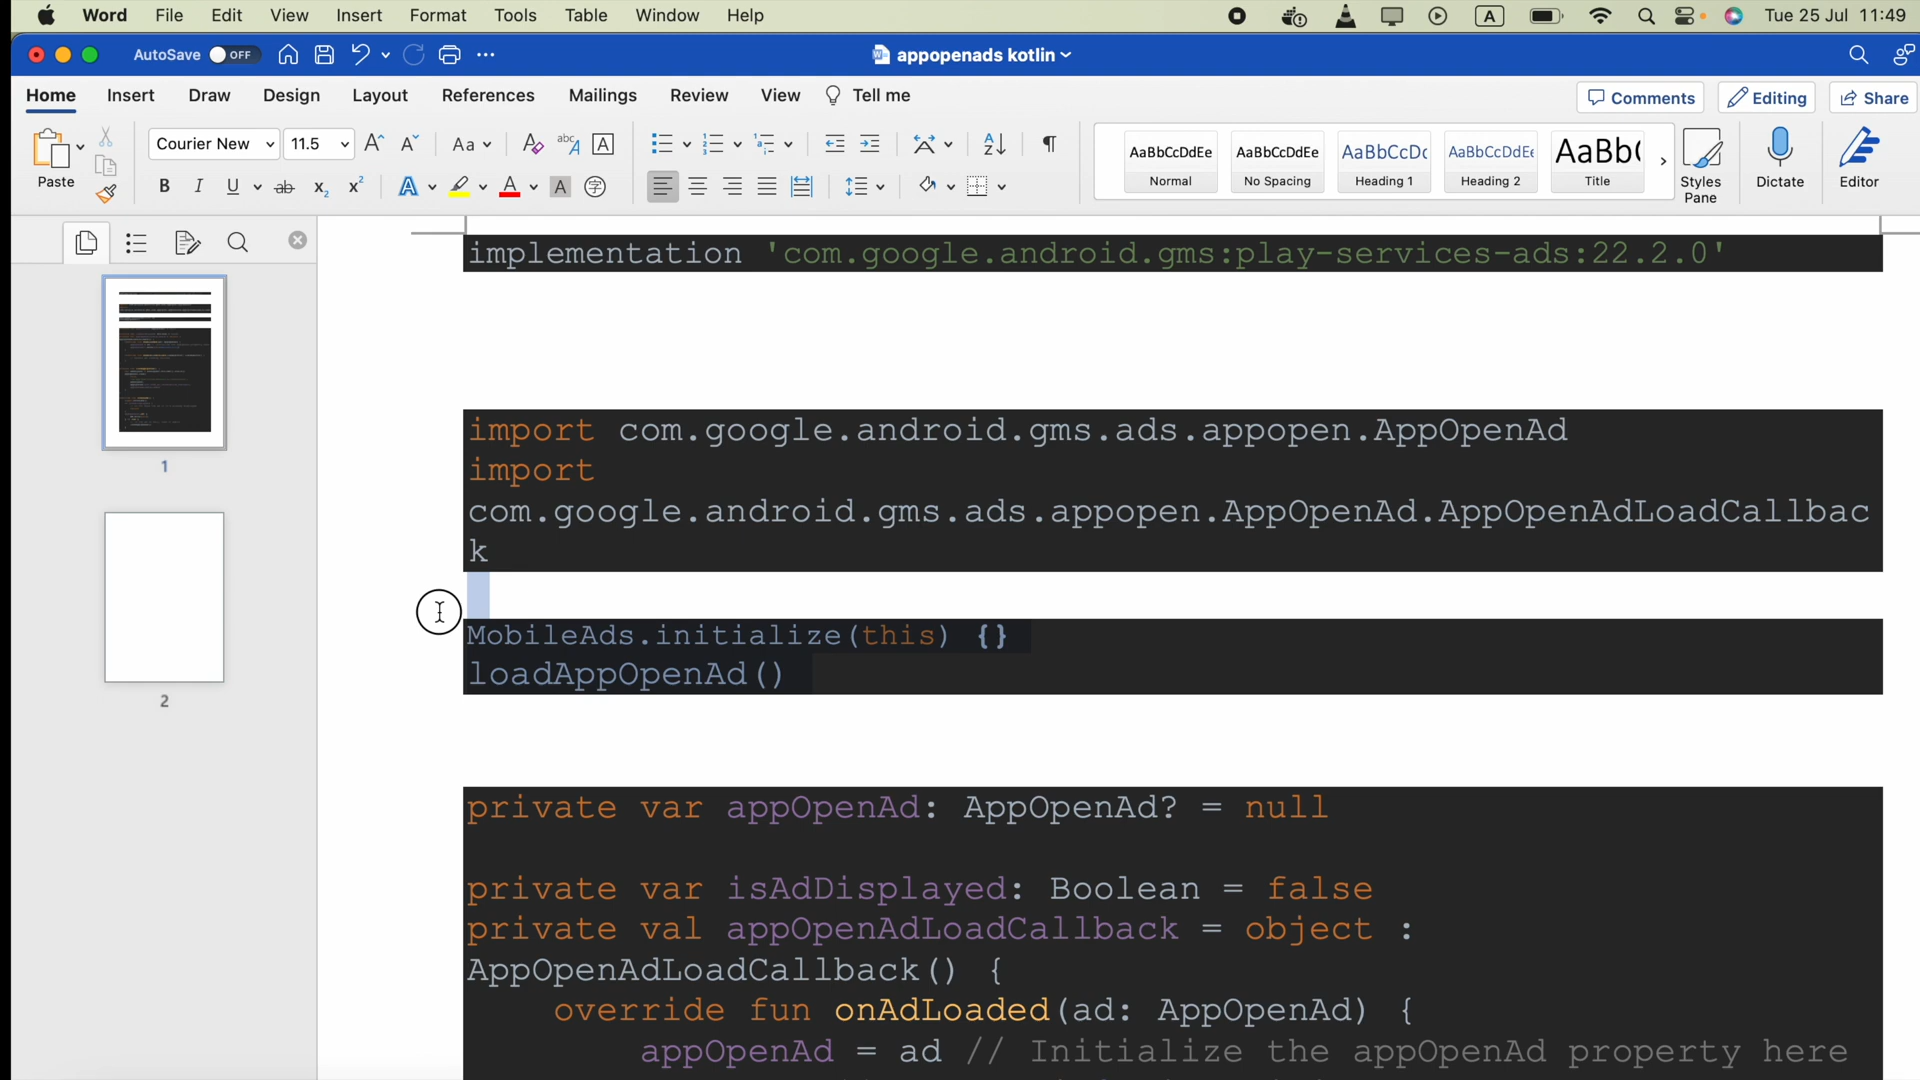 Word File Edit View Insert Format Tools Table Window Help A Tue 25 Jul 11:49
AutoSave OFF appopenads kotlin
Home Insert Draw Design Layout References Mailings Review View Tell me Comments Editing Share
Paste Courier New 11.5 A A Aa A abc A A
B I U ab x2 x2 A A A 字
AaBbCcDdEe AaBbCcDdEe AaBbCcDc AaBbCcDdEe AaBb(
Normal No Spacing Heading 1 Heading 2 Title Styles Pane Dictate Editor
1
2
implementation 'com.google.android.gms:play-services-ads:22.2.0'
import com.google.android.gms.ads.appopen.AppOpenAd
import
com.google.android.gms.ads.appopen.AppOpenAd.AppOpenAdLoadCallbac
k
MobileAds.initialize(this) {}
loadAppOpenAd()
private var appOpenAd: AppOpenAd? = null
private var isAdDisplayed: Boolean = false
private val appOpenAdLoadCallback = object :
AppOpenAdLoadCallback() {
override fun onAdLoaded(ad: AppOpenAd) {
appOpenAd = ad // Initialize the appOpenAd property here